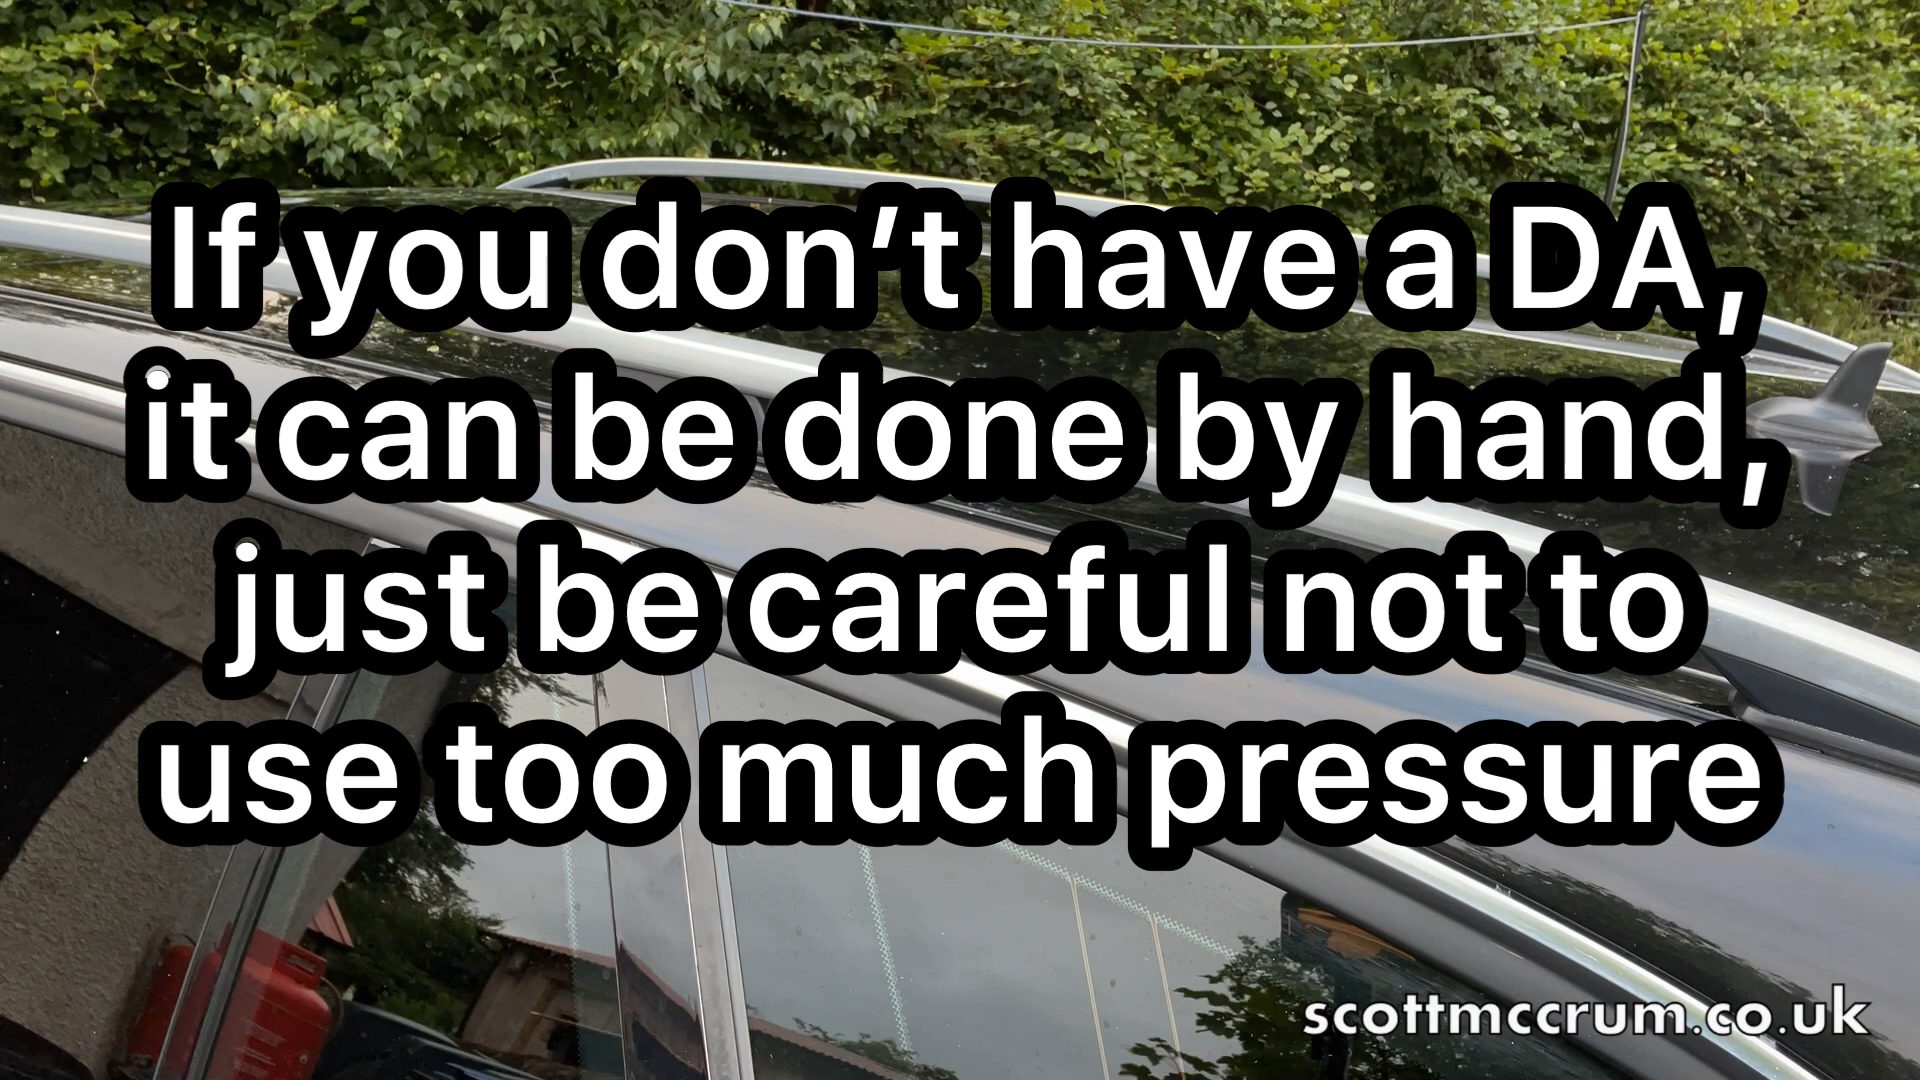 If you don’t have a DA,
it can be done by hand,
just be careful not to
use too much pressure
scottmccrum.co.uk